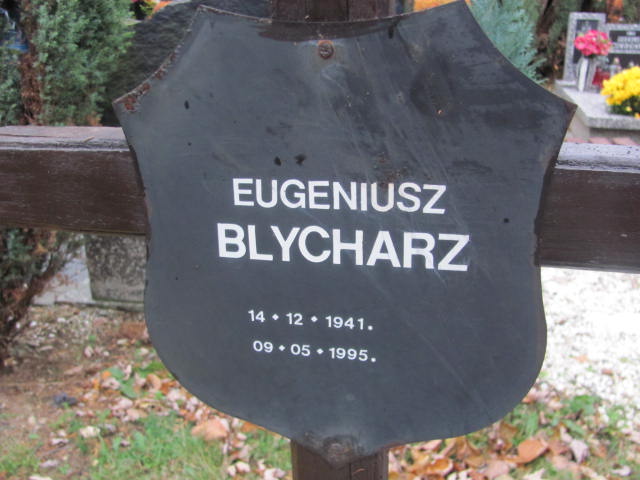 EUGENIUSZ
BLYCHARZ
14 • 12 • 1941.
09 • 05 • 1995.